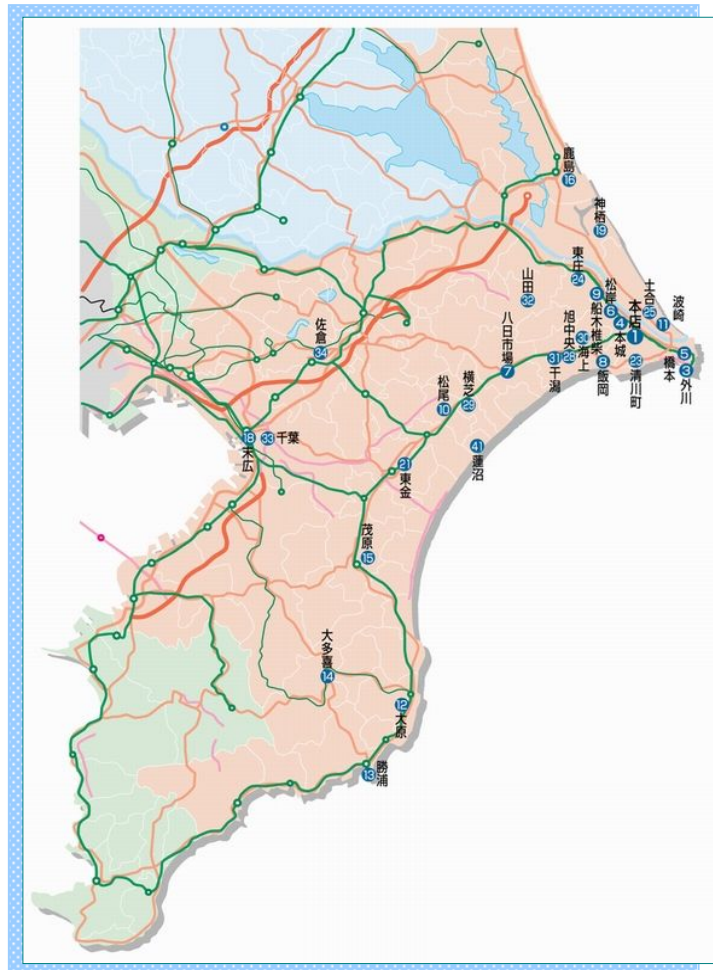 鹿島
16
神栖
19
東庄
24
山田
32
松岸
6
9
船木椎柴
土合
25
波崎
11
本店
1
4
本城
旭中央
28
30
海上
31
干潟
8
飯岡
23
清川町
5
橋本
3
外川
八日市場
7
佐倉
34
横芝
29
松尾
10
41
蓮沼
18
末広
33 千葉
21
東金
茂原
15
大多喜
14
12
大原
13
勝浦